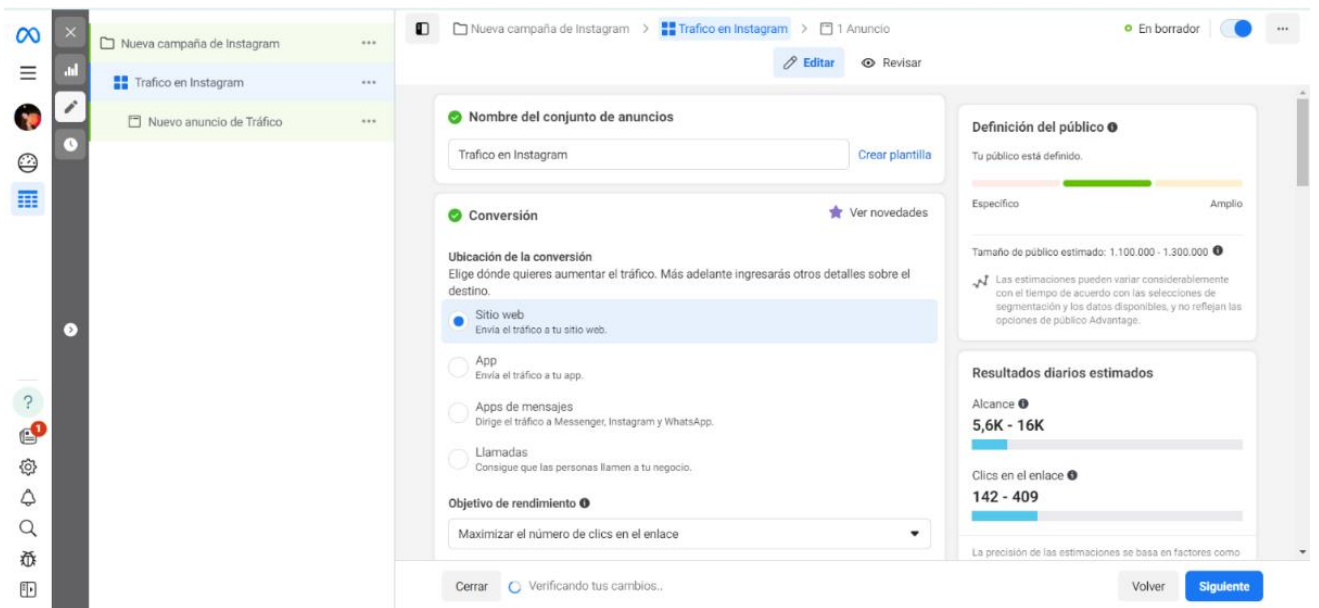 Nueva campaña de Instagram
Trafico en Instagram
Nuevo anuncio de Tráfico
Nueva campaña de Instagram > Trafico en Instagram > 1 Anuncio
En borrador
Editar
Revisar
Nombre del conjunto de anuncios
Trafico en Instagram
Crear plantilla
Conversión
Ver novedades
Ubicación de la conversión
Elige dónde quieres aumentar el tráfico. Más adelante ingresarás otros detalles sobre el
destino.
Sitio web
Envía el tráfico a tu sitio web.
App
Envía el tráfico a tu app.
Apps de mensajes
Dirige el tráfico a Messenger, Instagram y WhatsApp.
Llamadas
Consigue que las personas llamen a tu negocio.
Objetivo de rendimiento
Maximizar el número de clics en el enlace
Definición del público
Tu público está definido.
Específico
Amplio
Tamaño de público estimado: 1.100.000 - 1.300.000
Las estimaciones pueden variar considerablemente
con el tiempo de acuerdo con las selecciones de
segmentación y los datos disponibles, y no reflejan las
opciones de público Advantage.
Resultados diarios estimados
Alcance
5,6K - 16K
Clics en el enlace
142 - 409
La precisión de las estimaciones se basa en factores como
1
Cerrar
Verificando tus cambios..
Volver
Siguiente